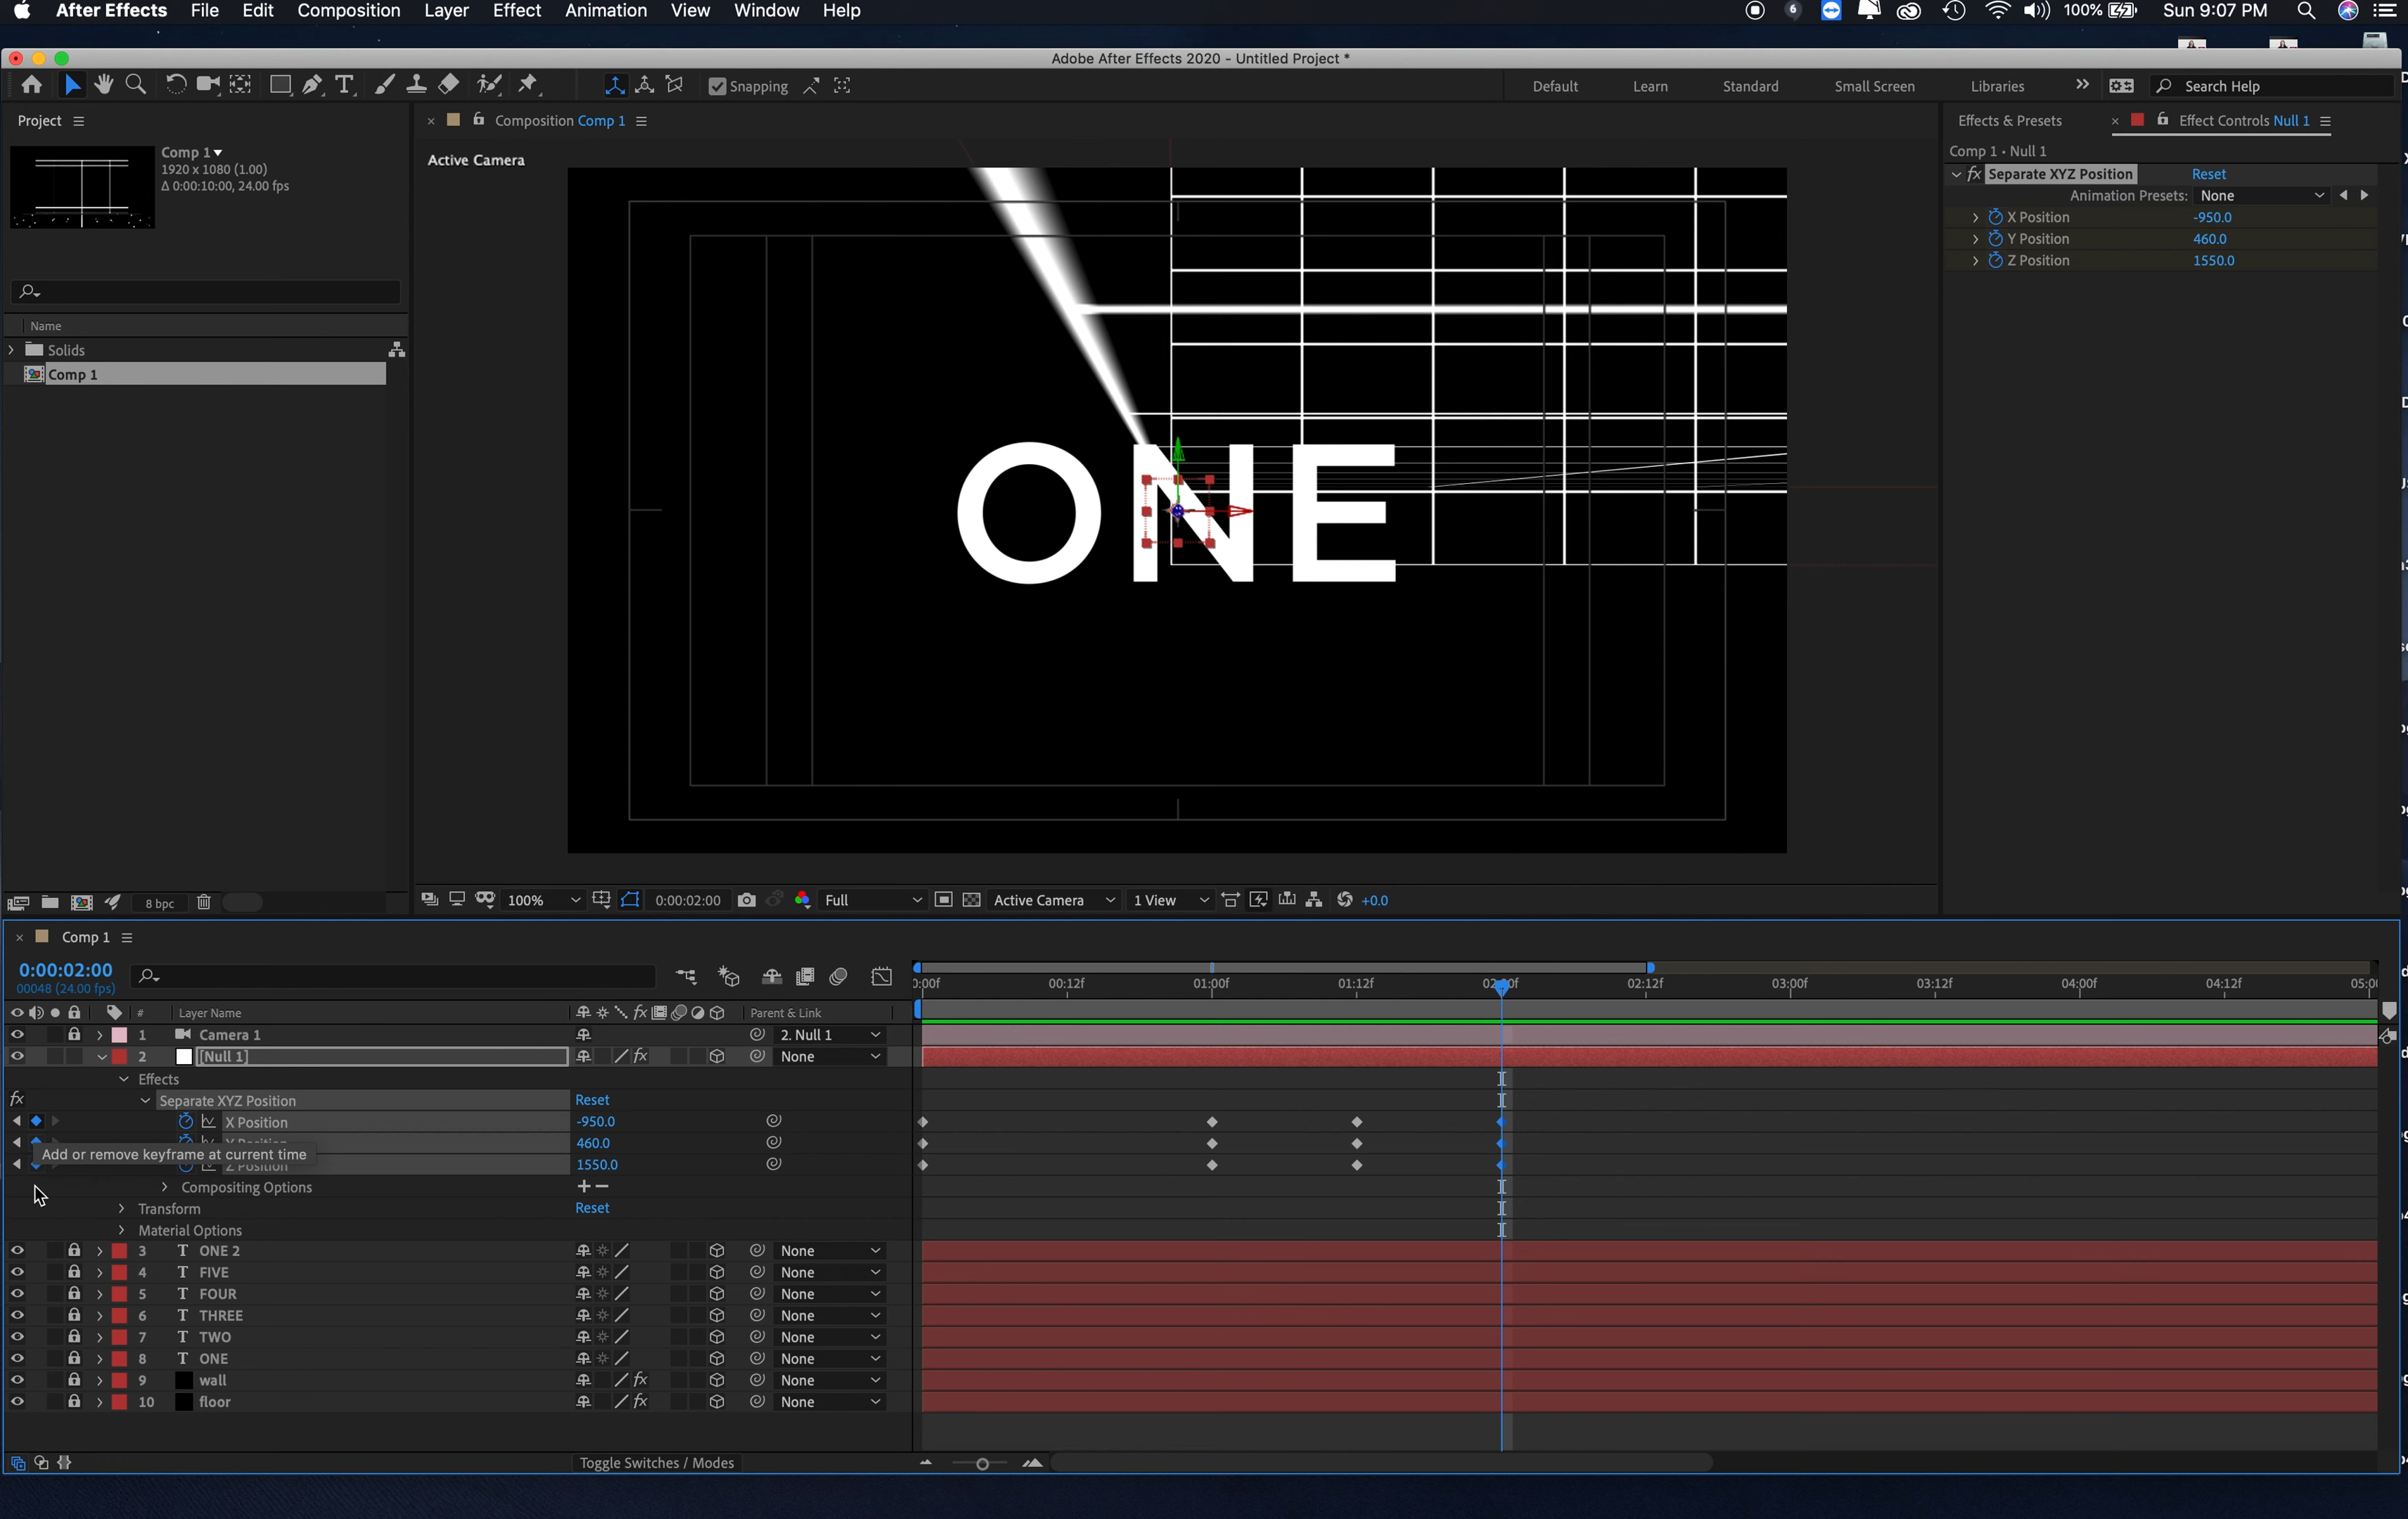 After Effects File Edit Composition Layer Effect Animation View Window Help
6 100% Sun 9:07 PM
Adobe After Effects 2020 - Untitled Project *
Snapping Default Learn Standard Small Screen Libraries Search Help
Project
Comp 1
1920 x 1080 (1.00)
Δ 0:00:10:00, 24.00 fps
Name
Solids
Comp 1
8 bpc
Composition Comp 1
Active Camera
ONE
100% 0:00:02:00 Full Active Camera 1 View +0.0
Effects & Presets Effect Controls Null 1
Comp 1 • Null 1
fx Separate XYZ Position Reset
Animation Presets: None
X Position -950.0
Y Position 460.0
Z Position 1550.0
Comp 1
0:00:02:00
00048 (24.00 fps)
00:12f 01:00f 01:12f 02:12f 03:00f 03:12f 04:00f 04:12f
# Layer Name fx Parent & Link
1 Camera 1 2. Null 1
2 [Null 1] fx None
Effects
fx Separate XYZ Position Reset
X Position -950.0
Y Position 460.0
Add or remove keyframe at current time
Z Position 1550.0
Compositing Options
Transform Reset
Material Options
3 T ONE 2 None
4 T FIVE None
5 T FOUR None
6 T THREE None
7 T TWO None
8 T ONE None
9 wall fx None
10 floor fx None
Toggle Switches / Modes